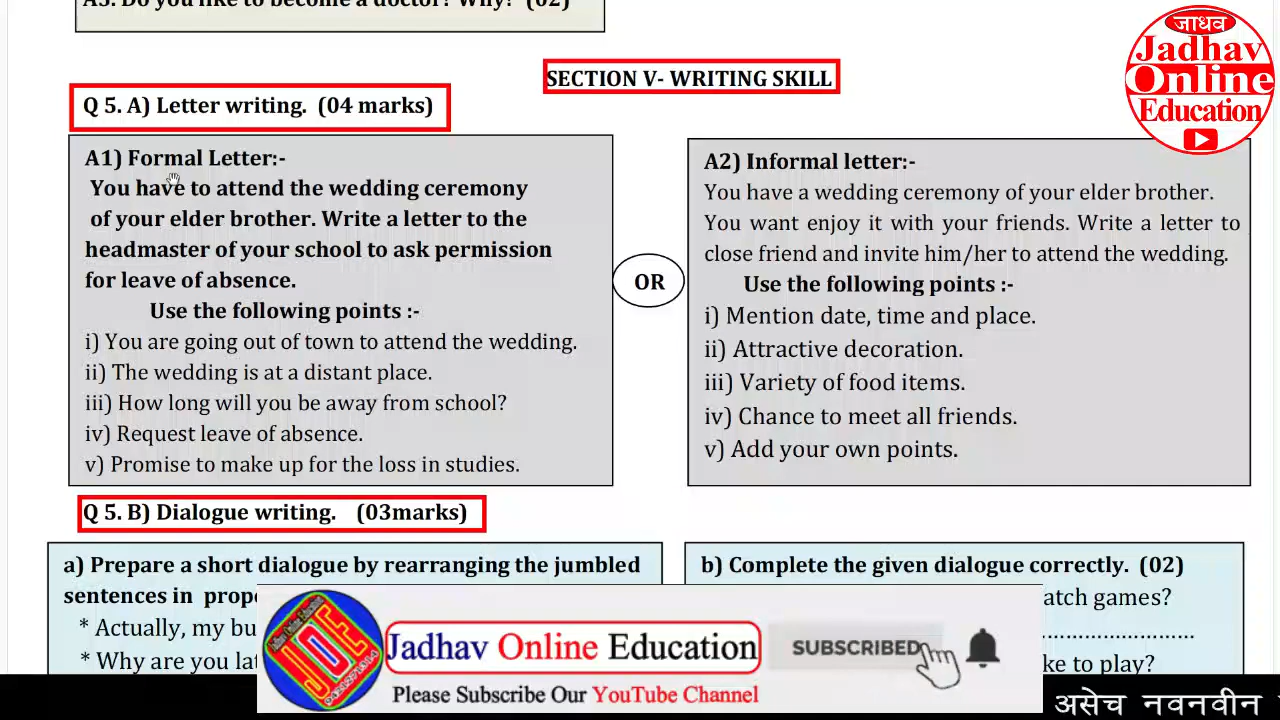 A3. Do you like to become a doctor? Why? (02)
जाधव
Jadhav
Online
Education
SECTION V- WRITING SKILL
Q 5. A) Letter writing. (04 marks)
A1) Formal Letter:-
You have to attend the wedding ceremony
of your elder brother. Write a letter to the
headmaster of your school to ask permission
for leave of absence.
Use the following points :-
i) You are going out of town to attend the wedding.
ii) The wedding is at a distant place.
iii) How long will you be away from school?
iv) Request leave of absence.
v) Promise to make up for the loss in studies.
OR
A2) Informal letter:-
You have a wedding ceremony of your elder brother.
You want enjoy it with your friends. Write a letter to
close friend and invite him/her to attend the wedding.
Use the following points :-
i) Mention date, time and place.
ii) Attractive decoration.
iii) Variety of food items.
iv) Chance to meet all friends.
v) Add your own points.
Q 5. B) Dialogue writing. (03marks)
a) Prepare a short dialogue by rearranging the jumbled
sentences in
* Actually, my
* Why are you
b) Complete the given dialogue correctly. (02)
games?
to play?
JOE
Jadhav Online Education
Please Subscribe Our YouTube Channel
SUBSCRIBED
असेच नवनवीन